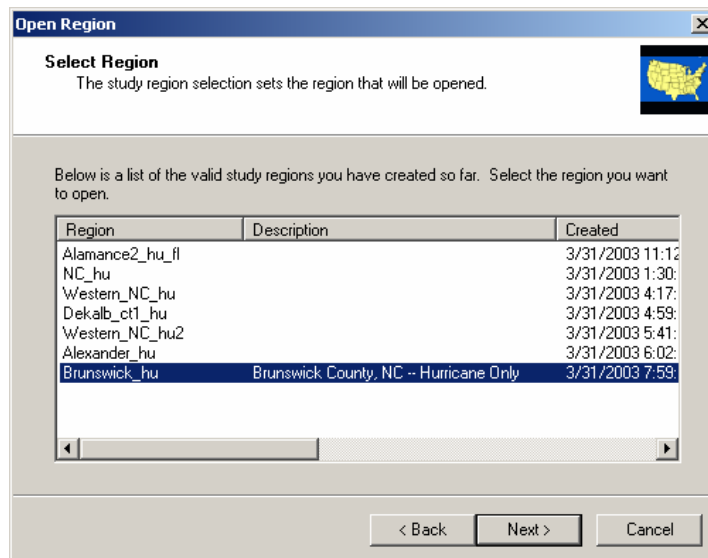 Open Region
Select Region
The study region selection sets the region that will be opened.
Below is a list of the valid study regions you have created so far. Select the region you want
to open.
Region Description Created
Alamance2_hu_fl 3/31/2003 11:12
NC_hu 3/31/2003 1:30:
Western_NC_hu 3/31/2003 4:17:
Dekalb_ct1_hu 3/31/2003 4:59:
Western_NC_hu2 3/31/2003 5:41:
Alexander_hu 3/31/2003 6:02:
Brunswick_hu Brunswick County, NC -- Hurricane Only 3/31/2003 7:59:
< Back Next > Cancel